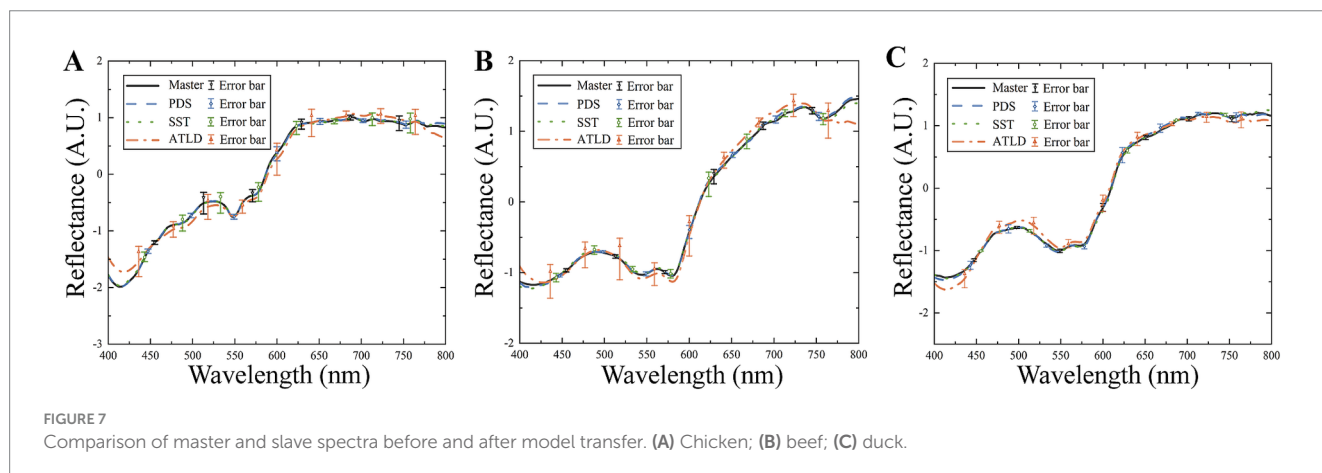 A
Reflectance (A.U.)
2
1
0
-1
-2
-3
Master Error bar
PDS Error bar
SST Error bar
ATLD Error bar
400 450 500 550 600 650 700 750 800
Wavelength (nm)
B
Reflectance (A.U.)
2
1
0
-1
-2
Master Error bar
PDS Error bar
SST Error bar
ATLD Error bar
400 450 500 550 600 650 700 750 800
Wavelength (nm)
C
Reflectance (A.U.)
2
1
0
-1
-2
Master Error bar
PDS Error bar
SST Error bar
ATLD Error bar
400 450 500 550 600 650 700 750 800
Wavelength (nm)
FIGURE 7
Comparison of master and slave spectra before and after model transfer. (A) Chicken; (B) beef; (C) duck.